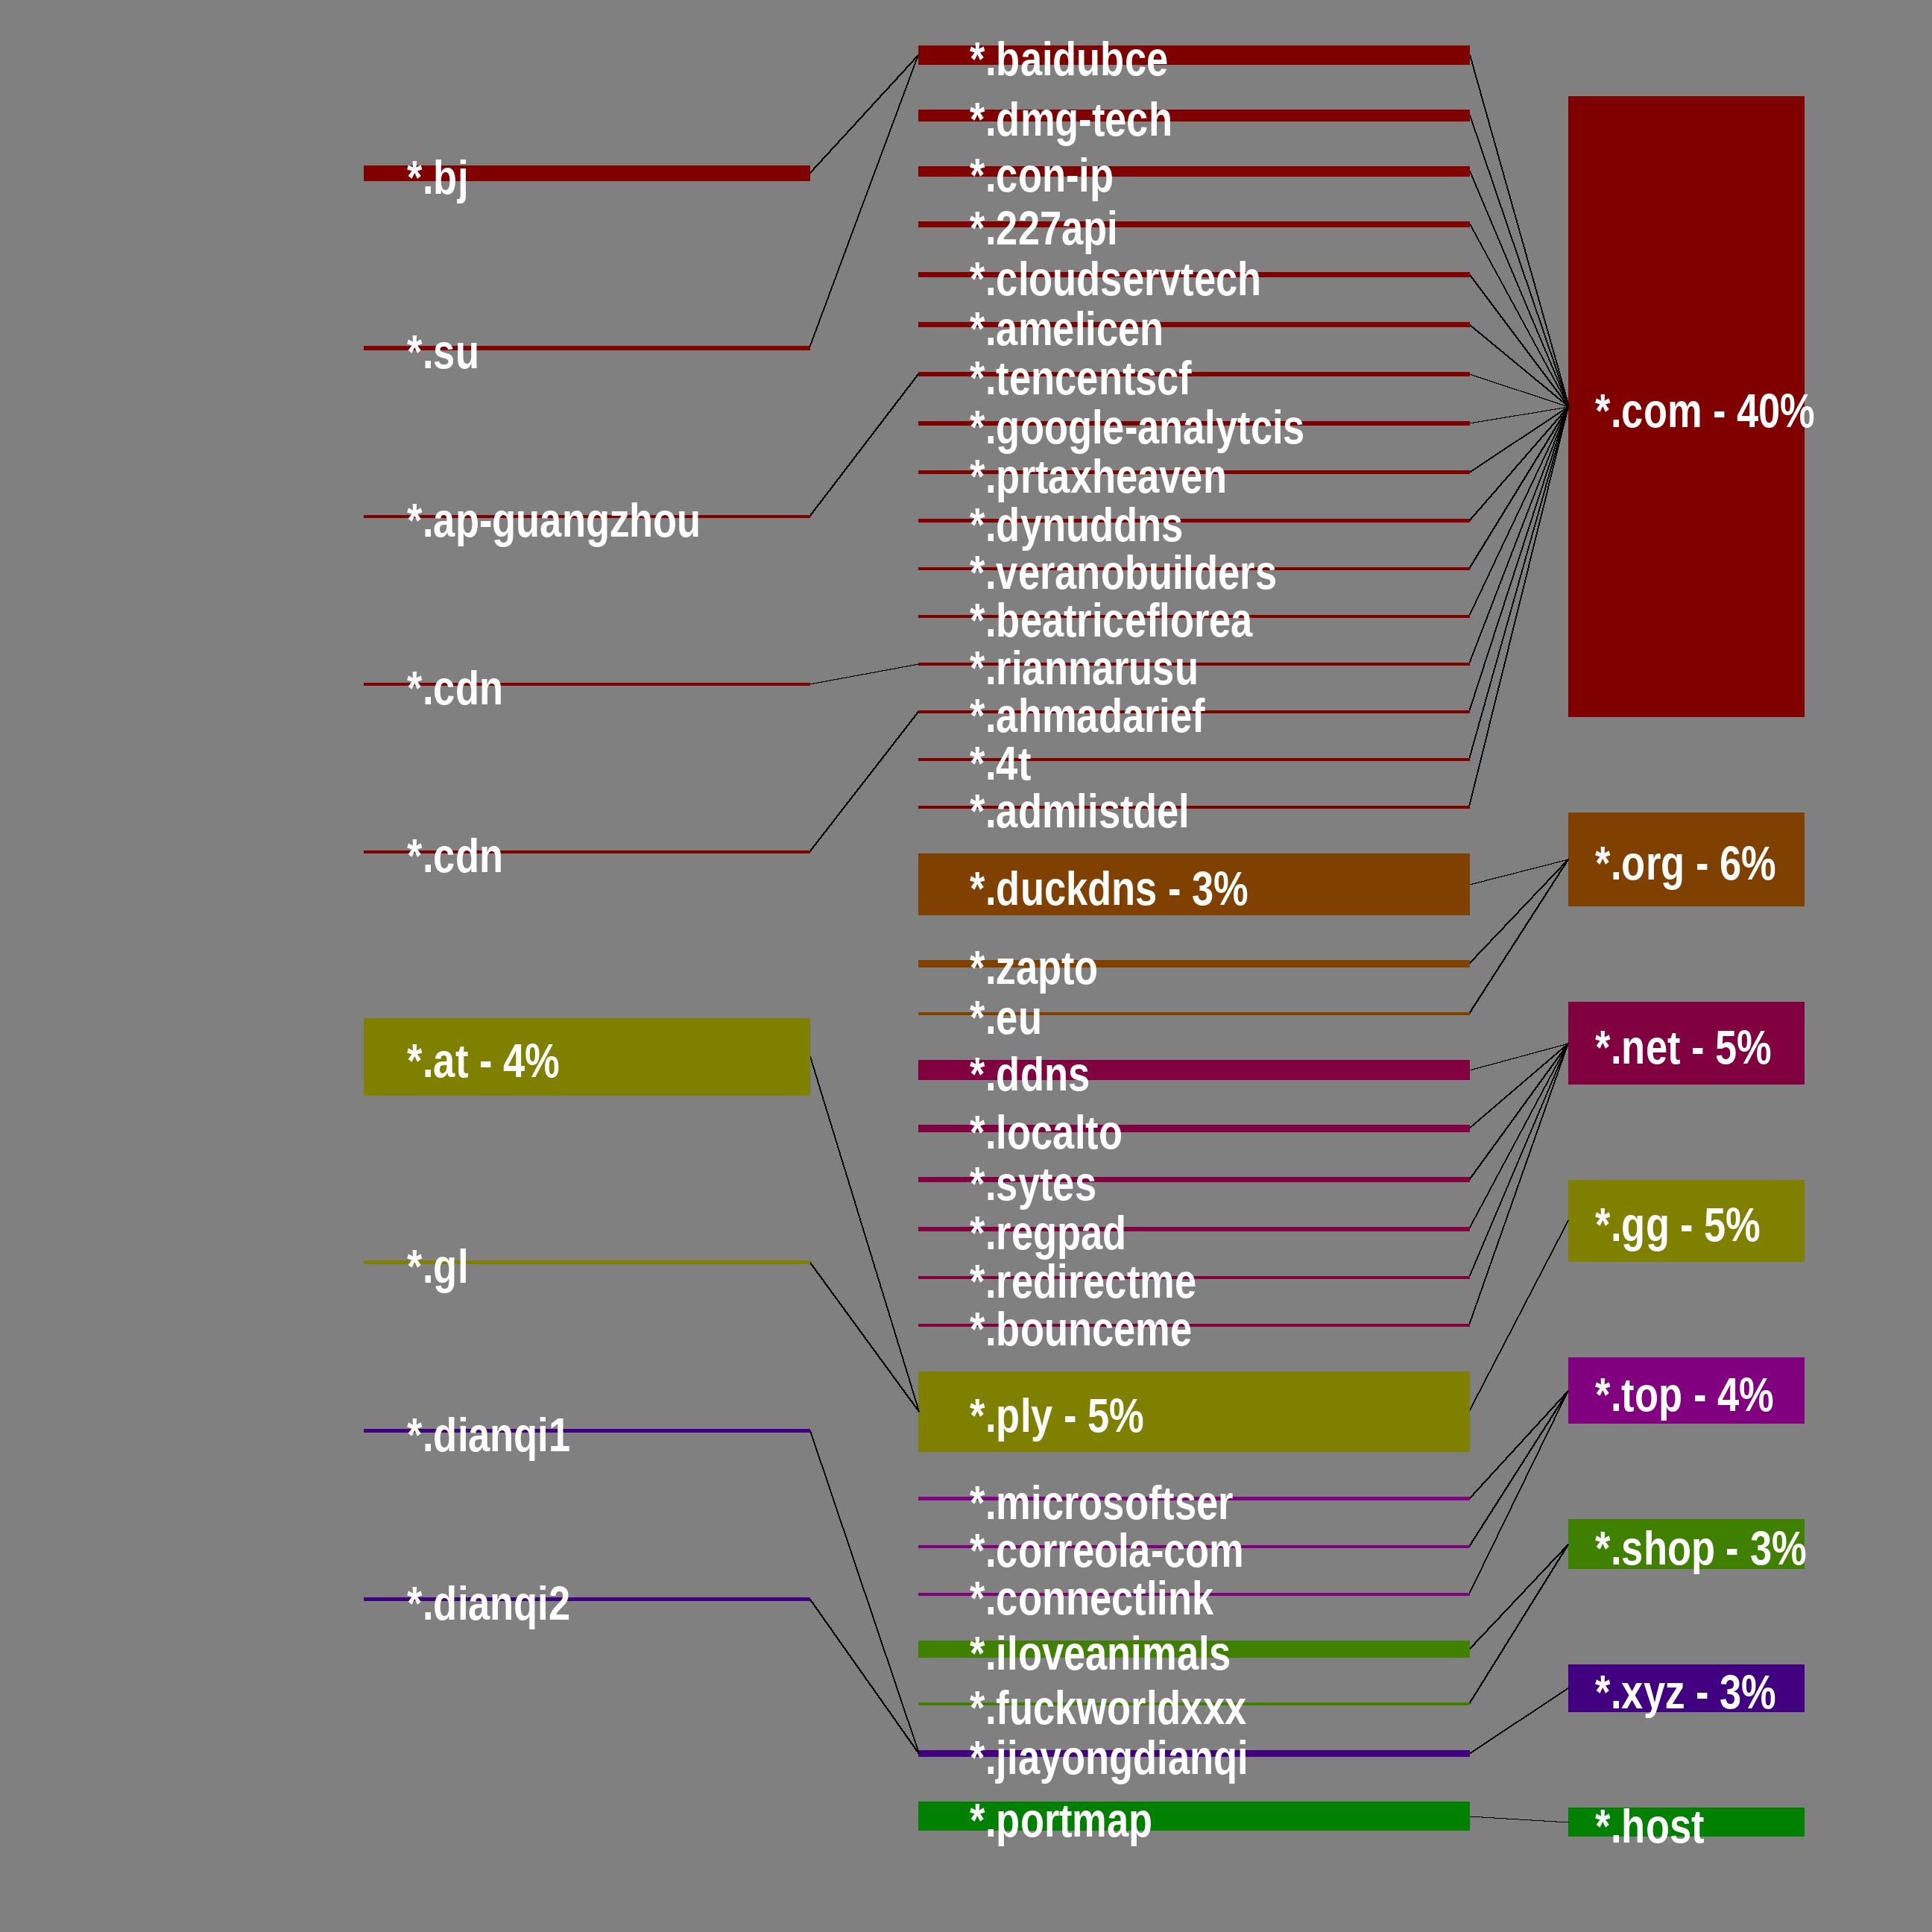 *.bj
*.su
*.ap-guangzhou
*.cdn
*.cdn
*.at - 4%
*.gl
*.dianqi1
*.dianqi2
*.baidubce
*.dmg-tech
*.con-ip
*.227api
*.cloudservtech
*.amelicen
*.tencentscf
*.google-analytcis
*.prtaxheaven
*.dynuddns
*.veranobuilders
*.beatriceflorea
*.riannarusu
*.ahmadarief
*.4t
*.admlistdel
*.duckdns - 3%
*.zapto
*.eu
*.ddns
*.localto
*.sytes
*.regpad
*.redirectme
*.bounceme
*.ply - 5%
*.microsoftser
*.correola-com
*.connectlink
*.iloveanimals
*.fuckworldxxx
*.jiayongdianqi
*.portmap
*.com - 40%
*.org - 6%
*.net - 5%
*.gg - 5%
*.top - 4%
*.shop - 3%
*.xyz - 3%
*.host